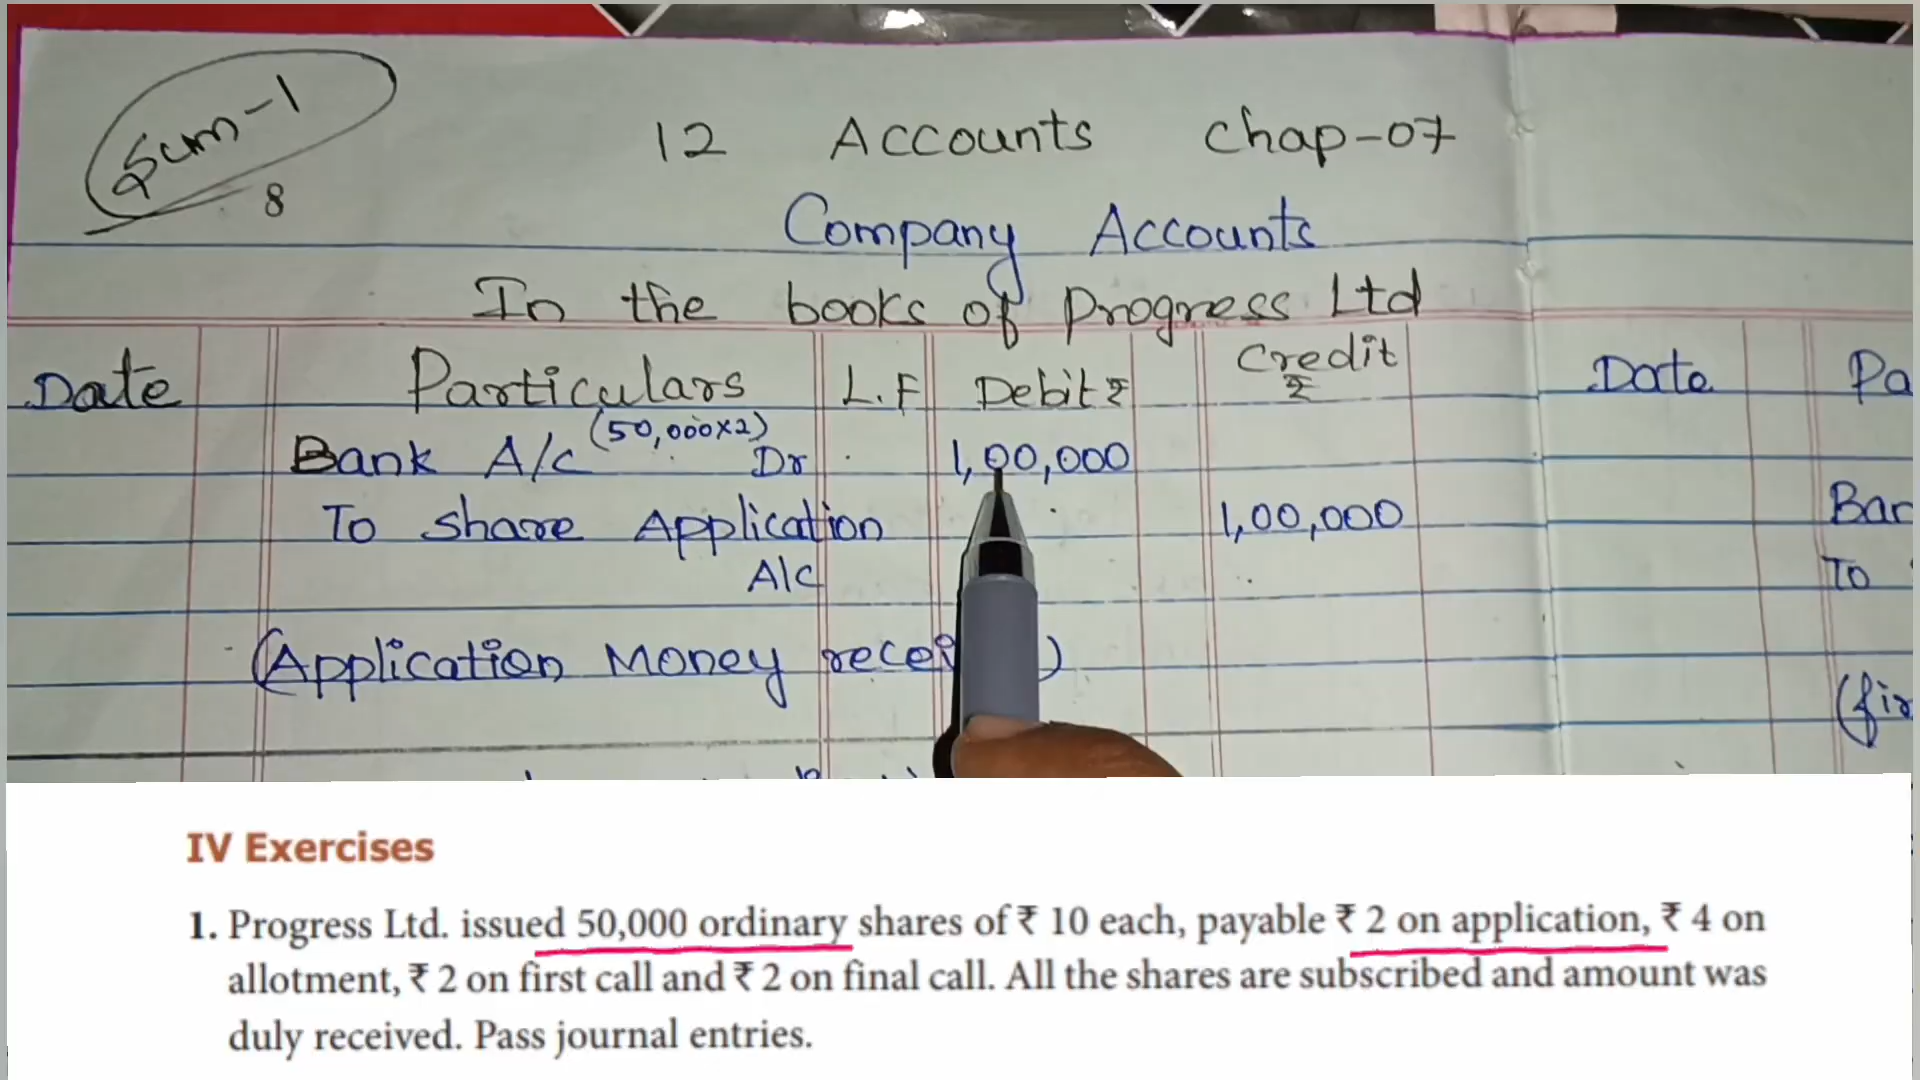 Sum-1
8
12 Accounts Chap-07
Company Accounts
In the books of Progress Ltd
Date Particulars L.F Debit ₹ Credit ₹ Date Pa
(50,000x2)
Bank A/c Dr 1,00,000
To share Application 1,00,000 Bar
A/c To
(Application Money recei )
(fir
IV Exercises
1. Progress Ltd. issued 50,000 ordinary shares of ₹ 10 each, payable ₹ 2 on application, ₹ 4 on
allotment, ₹ 2 on first call and ₹ 2 on final call. All the shares are subscribed and amount was
duly received. Pass journal entries.